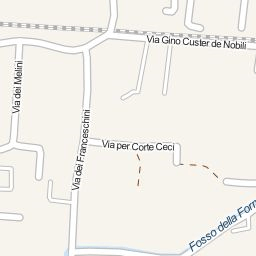 Via Gino Custer de Nobili
Via dei Melini
Via dei Franceschini
Via per Corte Ceci
Fosso della Form